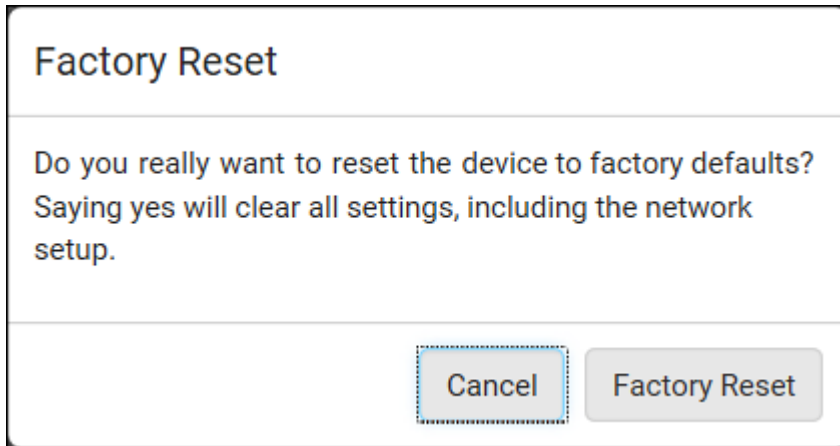 Factory Reset
Do you really want to reset the device to factory defaults?
Saying yes will clear all settings, including the network
setup.
Cancel Factory Reset